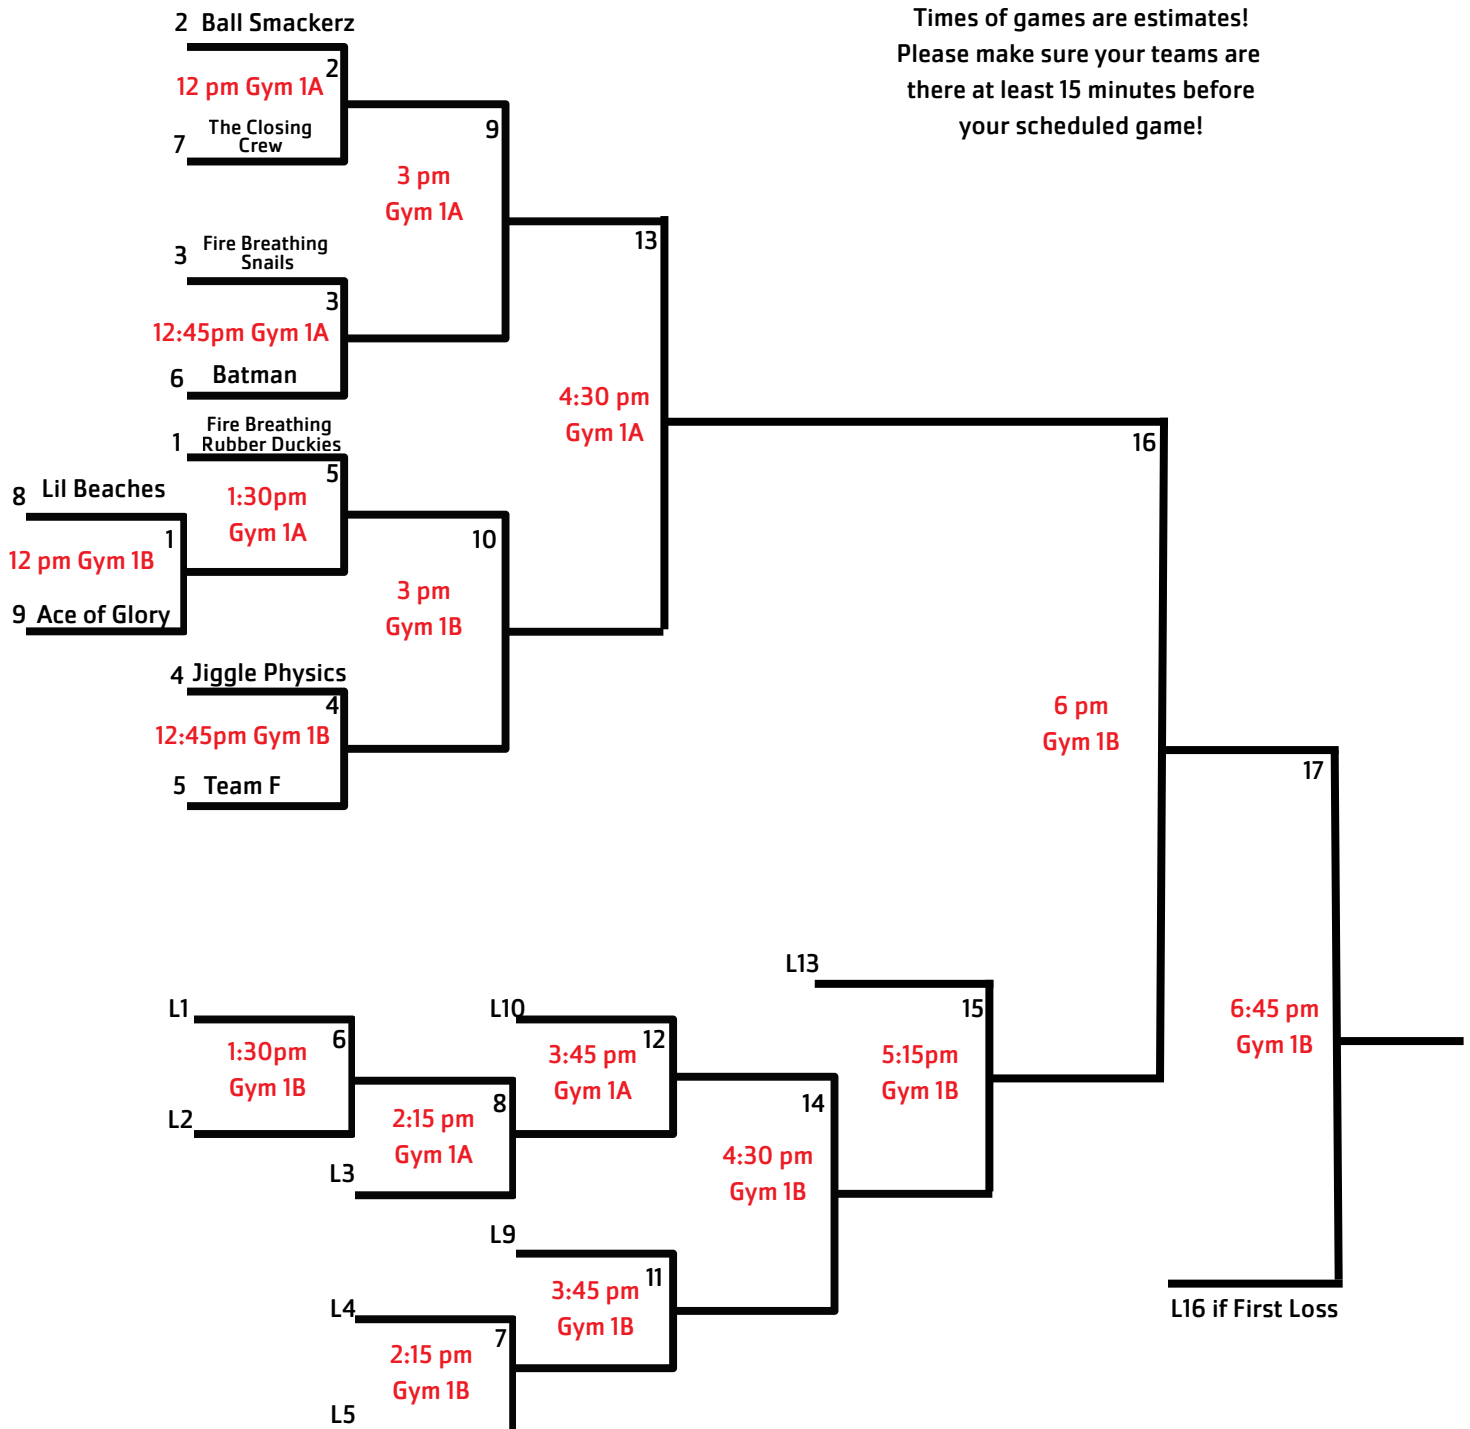 Times of games are estimates!
Please make sure your teams are
there at least 15 minutes before
your scheduled game!
2 Ball Smackerz
2
12 pm Gym 1A
7 The Closing
Crew
9
3 pm
Gym 1A
3 Fire Breathing
Snails
3
12:45pm Gym 1A
6 Batman
13
4:30 pm
Gym 1A
1 Fire Breathing
Rubber Duckies
5
1:30pm
Gym 1A
8 Lil Beaches
1
12 pm Gym 1B
9 Ace of Glory
10
3 pm
Gym 1B
4 Jiggle Physics
4
12:45pm Gym 1B
5 Team F
16
6 pm
Gym 1B
17
6:45 pm
Gym 1B
L16 if First Loss
L13
15
5:15pm
Gym 1B
L1
6
1:30pm
Gym 1B
L2
L10
12
3:45 pm
Gym 1A
8
2:15 pm
Gym 1A
L3
14
4:30 pm
Gym 1B
L9
11
3:45 pm
Gym 1B
L4
7
2:15 pm
Gym 1B
L5